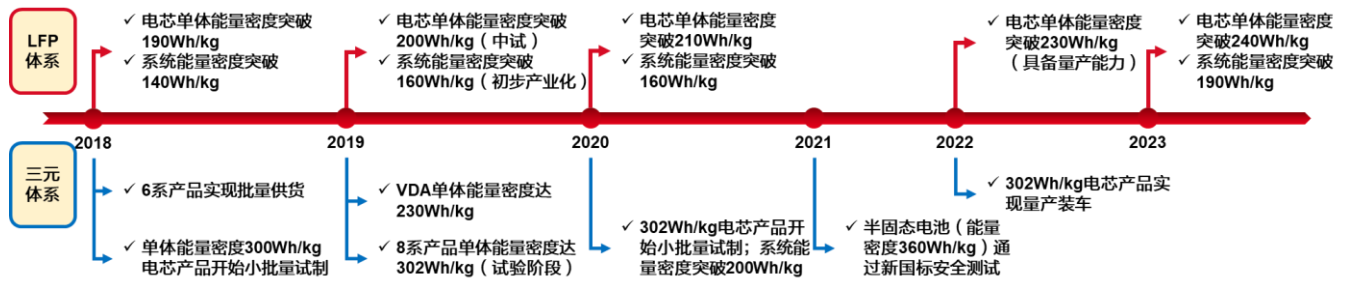 LFP
体系
✓ 电芯单体能量密度突破
190Wh/kg
✓ 系统能量密度突破
140Wh/kg
✓ 电芯单体能量密度突破
200Wh/kg（中试）
✓ 系统能量密度突破
160Wh/kg（初步产业化）
✓ 电芯单体能量密度
突破210Wh/kg
✓ 系统能量密度突破
160Wh/kg
✓ 电芯单体能量密度
突破230Wh/kg
（具备量产能力）
✓ 电芯单体能量密度
突破240Wh/kg
✓ 系统能量密度突破
190Wh/kg
2018
2019
2020
2021
2022
2023
三元
体系
✓ 6系产品实现批量供货
✓ 单体能量密度300Wh/kg
电芯产品开始小批量试制
✓ VDA单体能量密度达
230Wh/kg
✓ 8系产品单体能量密度达
302Wh/kg（试验阶段）
✓ 302Wh/kg电芯产品开
始小批量试制；系统能
量密度突破200Wh/kg
✓ 半固态电池（能量
密度360Wh/kg）通
过新国标安全测试
✓ 302Wh/kg电芯产品实
现量产装车